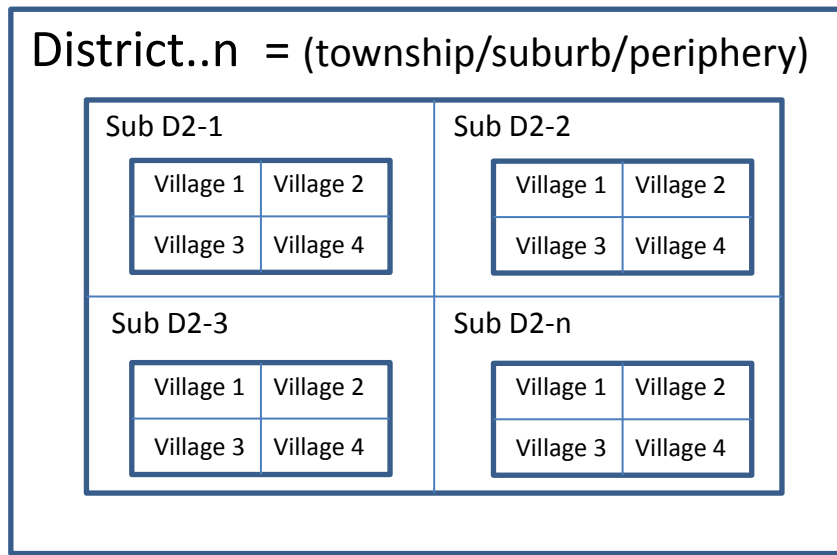 District..n = (township/suburb/periphery)
Sub D2-1
Village 1 Village 2
Village 3 Village 4
Sub D2-2
Village 1 Village 2
Village 3 Village 4
Sub D2-3
Village 1 Village 2
Village 3 Village 4
Sub D2-n
Village 1 Village 2
Village 3 Village 4